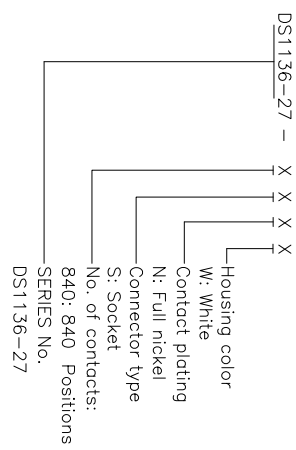 DS1136-27 - X X X X
Housing color
W: White
Contact plating
N: Full nickel
Connector type
S: Socket
No. of contacts:
840: 840 Positions
SERIES No.
DS1136-27